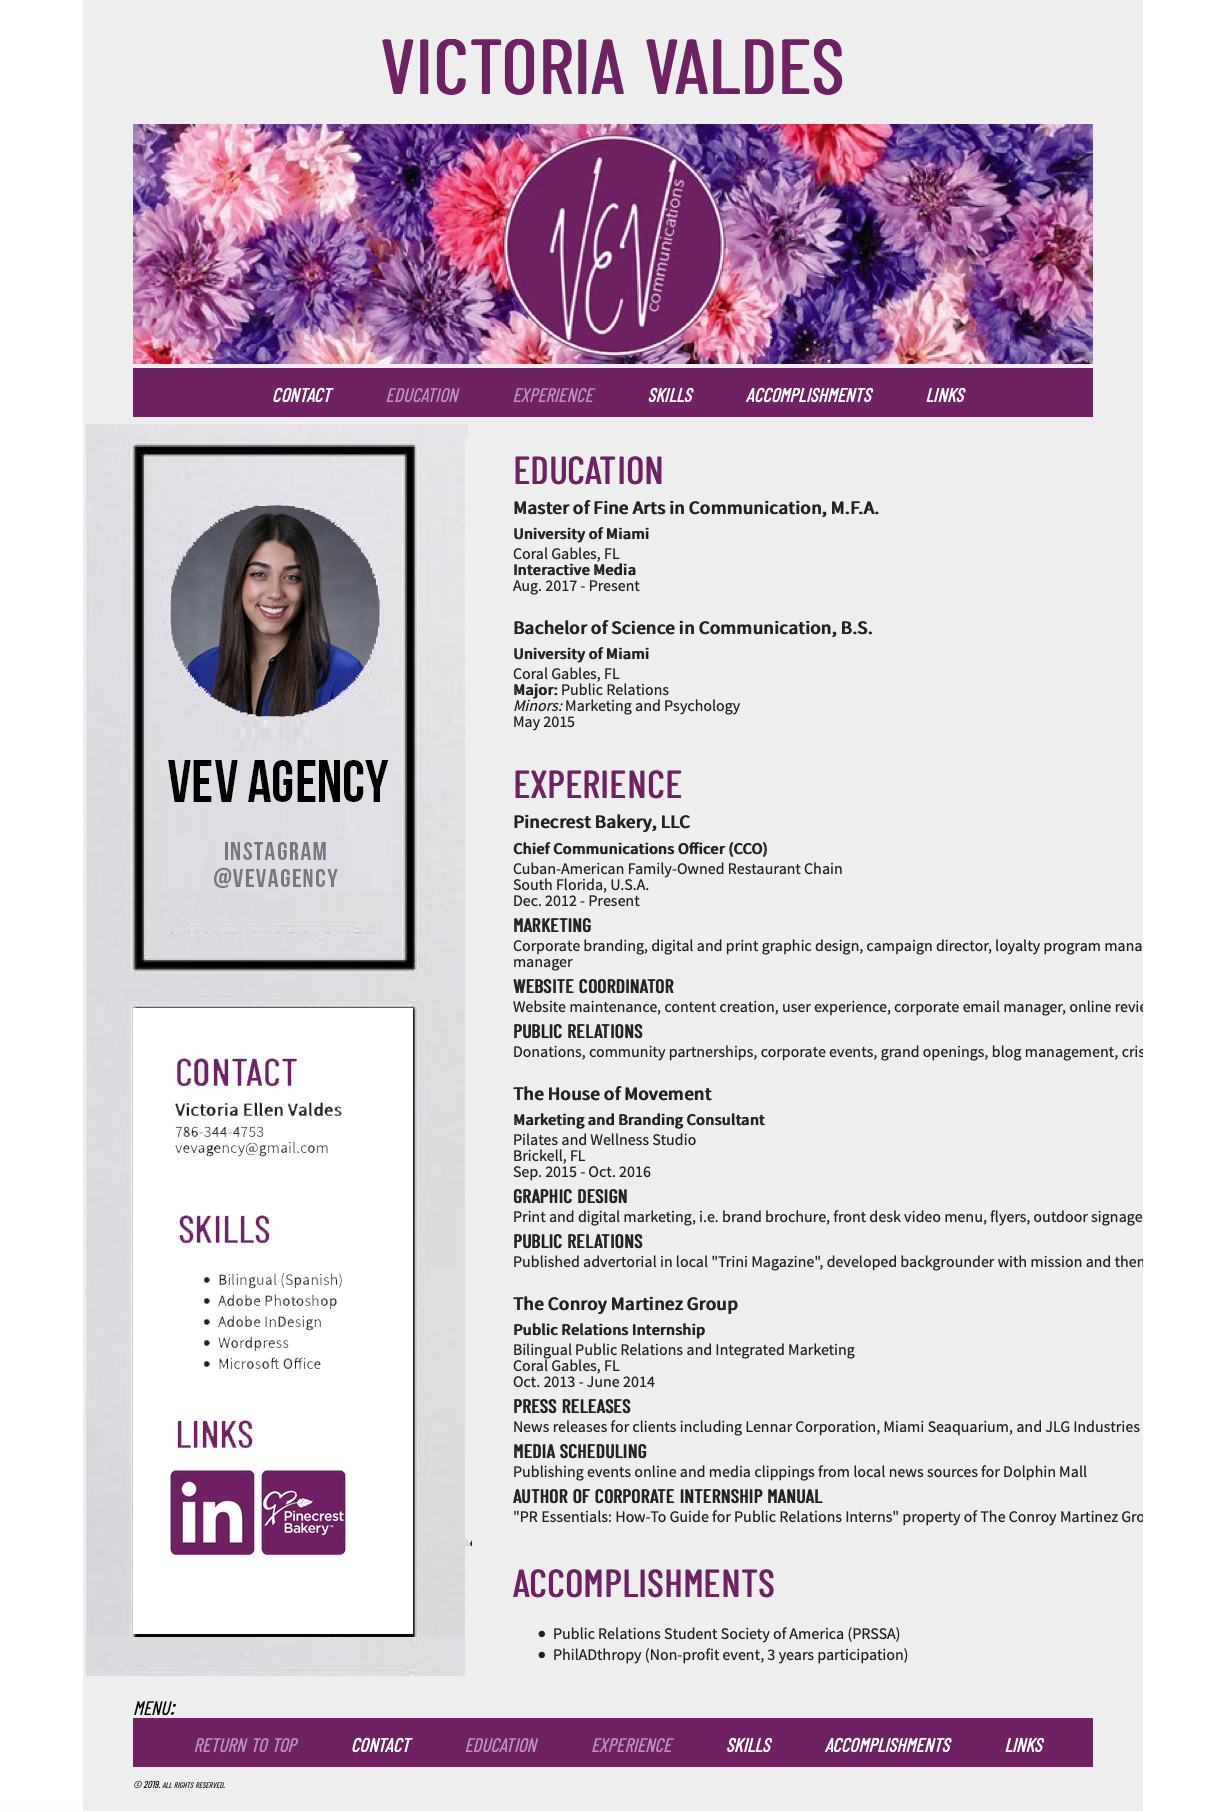 VICTORIA VALDES
VEV
communications
CONTACT EDUCATION EXPERIENCE SKILLS ACCOMPLISHMENTS LINKS
VEV AGENCY
INSTAGRAM
@VEVAGENCY
CONTACT
Victoria Ellen Valdes
786-344-4753
vevagency@gmail.com
SKILLS
• Bilingual (Spanish)
• Adobe Photoshop
• Adobe InDesign
• Wordpress
• Microsoft Office
LINKS
in
Pinecrest
Bakery™
EDUCATION
Master of Fine Arts in Communication, M.F.A.
University of Miami
Coral Gables, FL
Interactive Media
Aug. 2017 - Present
Bachelor of Science in Communication, B.S.
University of Miami
Coral Gables, FL
Major: Public Relations
Minors: Marketing and Psychology
May 2015
EXPERIENCE
Pinecrest Bakery, LLC
Chief Communications Officer (CCO)
Cuban-American Family-Owned Restaurant Chain
South Florida, U.S.A.
Dec. 2012 - Present
MARKETING
Corporate branding, digital and print graphic design, campaign director, loyalty program mana
manager
WEBSITE COORDINATOR
Website maintenance, content creation, user experience, corporate email manager, online revie
PUBLIC RELATIONS
Donations, community partnerships, corporate events, grand openings, blog management, cris
The House of Movement
Marketing and Branding Consultant
Pilates and Wellness Studio
Brickell, FL
Sep. 2015 - Oct. 2016
GRAPHIC DESIGN
Print and digital marketing, i.e. brand brochure, front desk video menu, flyers, outdoor signage
PUBLIC RELATIONS
Published advertorial in local "Trini Magazine", developed backgrounder with mission and them
The Conroy Martinez Group
Public Relations Internship
Bilingual Public Relations and Integrated Marketing
Coral Gables, FL
Oct. 2013 - June 2014
PRESS RELEASES
News releases for clients including Lennar Corporation, Miami Seaquarium, and JLG Industries
MEDIA SCHEDULING
Publishing events online and media clippings from local news sources for Dolphin Mall
AUTHOR OF CORPORATE INTERNSHIP MANUAL
"PR Essentials: How-To Guide for Public Relations Interns" property of The Conroy Martinez Gro
ACCOMPLISHMENTS
• Public Relations Student Society of America (PRSSA)
• PhilADthropy (Non-profit event, 3 years participation)
MENU:
RETURN TO TOP CONTACT EDUCATION EXPERIENCE SKILLS ACCOMPLISHMENTS LINKS
© 2019. ALL RIGHTS RESERVED.